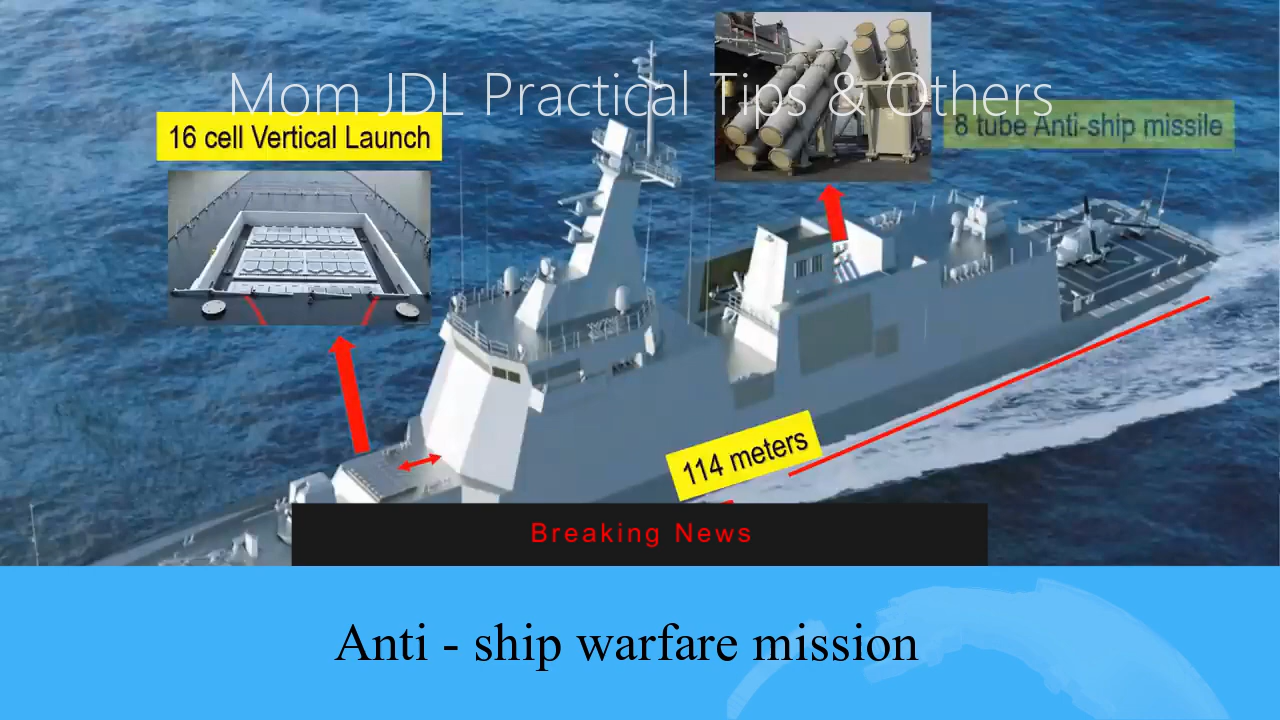 Mom JDL Practical Tips & Others
16 cell Vertical Launch
8 tube Anti-ship missile
114 meters
Breaking News
Anti - ship warfare mission